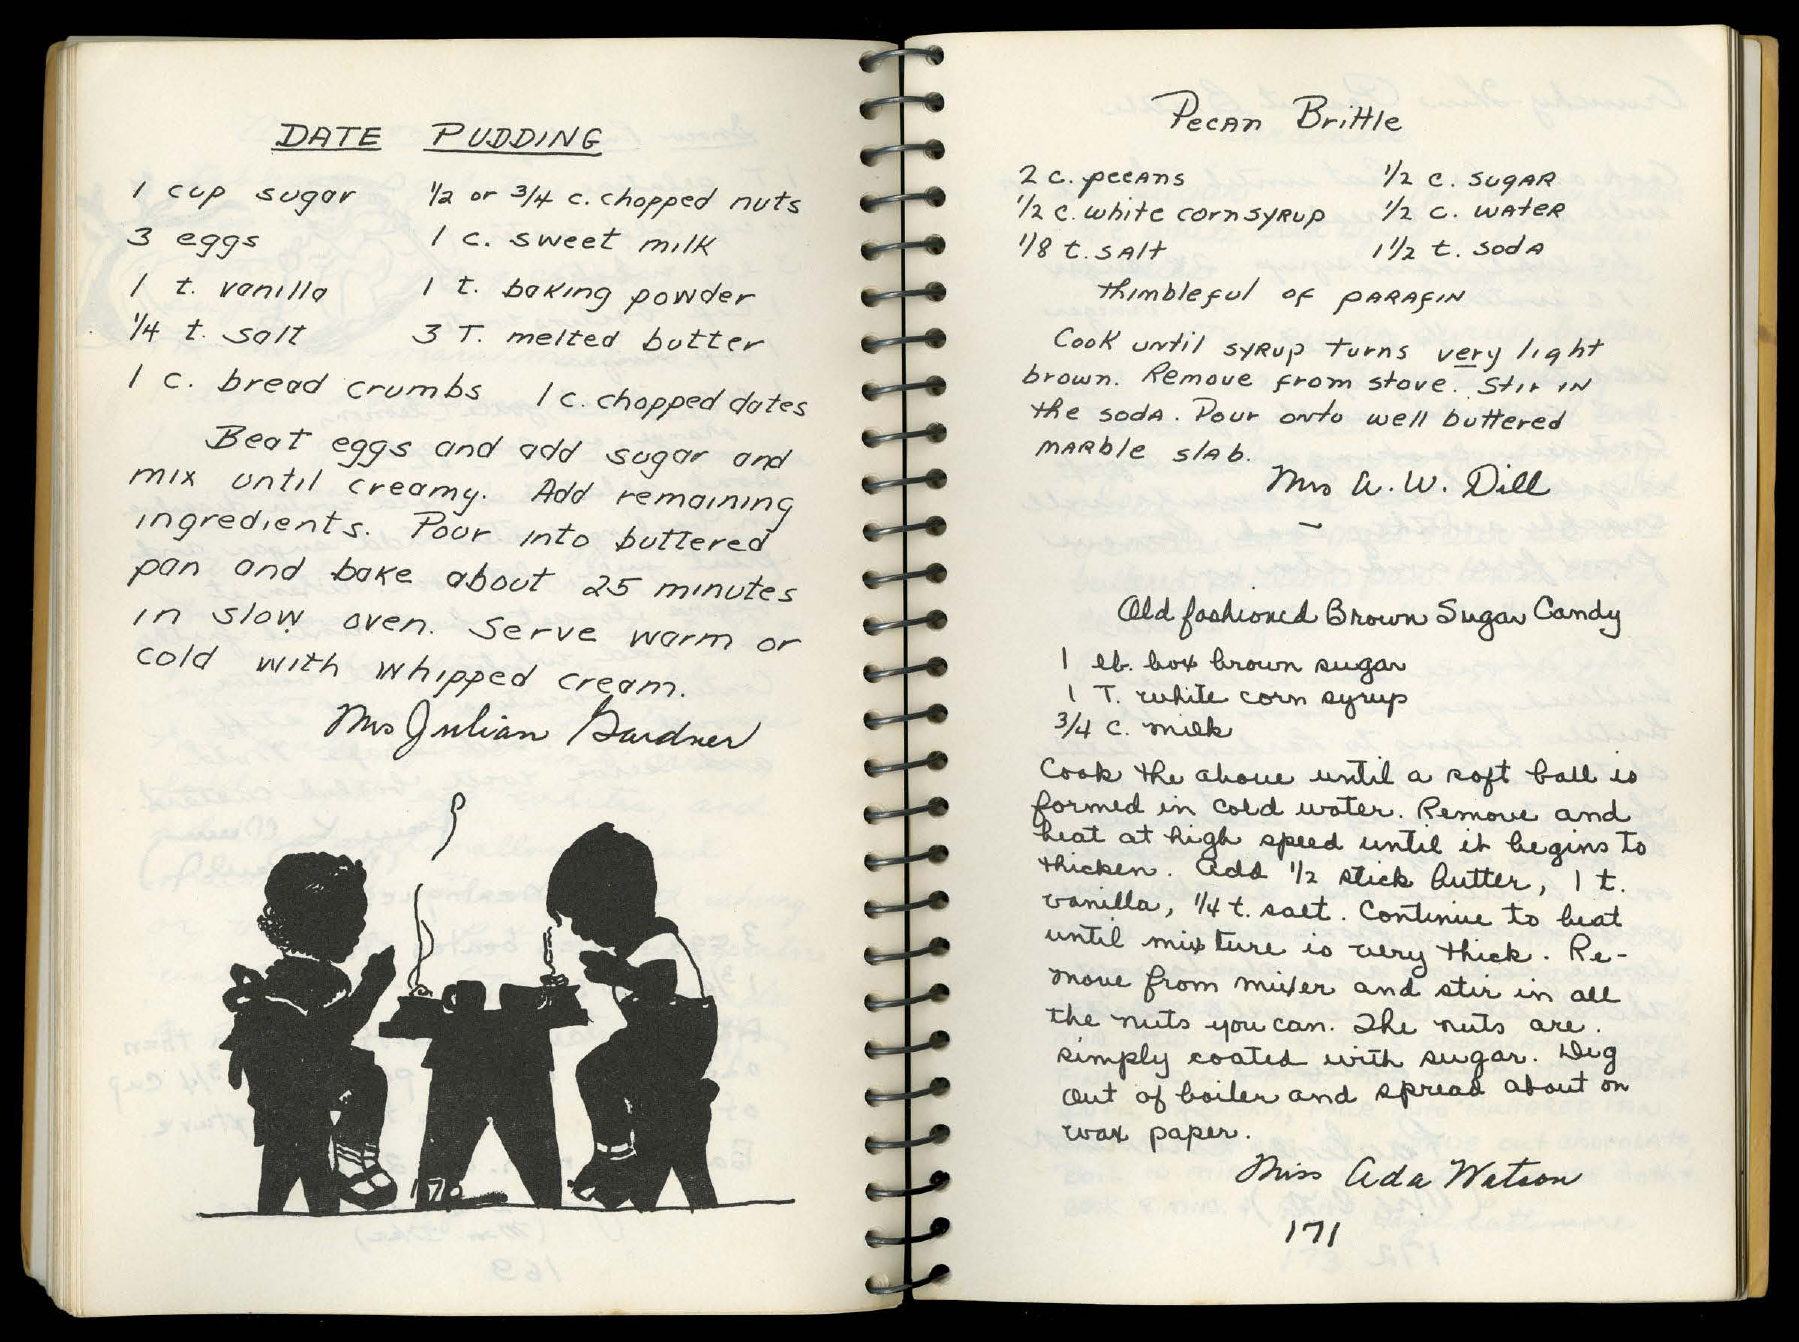 DATE PUDDING
1 cup sugar 1/2 or 3/4 c. chopped nuts
3 eggs 1 c. sweet milk
1 t. vanilla 1 t. baking powder
1/4 t. salt 3 T. melted butter
1 c. bread crumbs 1 c. chopped dates
Beat eggs and add sugar and
mix until creamy. Add remaining
ingredients. Pour into buttered
pan and bake about 25 minutes
in slow oven. Serve warm or
cold with whipped cream.
Mrs Julian Gardner
170
Pecan Brittle
2 c. pecans 1/2 c. sugar
1/2 c. white corn syrup 1/2 c. water
1/8 t. salt 1 1/2 t. soda
thimbleful of parafin
Cook until syrup turns very light
brown. Remove from stove. Stir in
the soda. Pour onto well buttered
marble slab.
Mrs A. W. Dill
Old fashioned Brown Sugar Candy
1 lb. box brown sugar
1 T. white corn syrup
3/4 c. milk
Cook the above until a soft ball is
formed in cold water. Remove and
beat at high speed until it begins to
thicken. Add 1/2 stick butter, 1 t.
vanilla, 1/4 t. salt. Continue to beat
until mixture is very thick. Re-
move from mixer and stir in all
the nuts you can. The nuts are
simply coated with sugar. Dig
out of boiler and spread about on
wax paper.
Miss Ada Watson
171